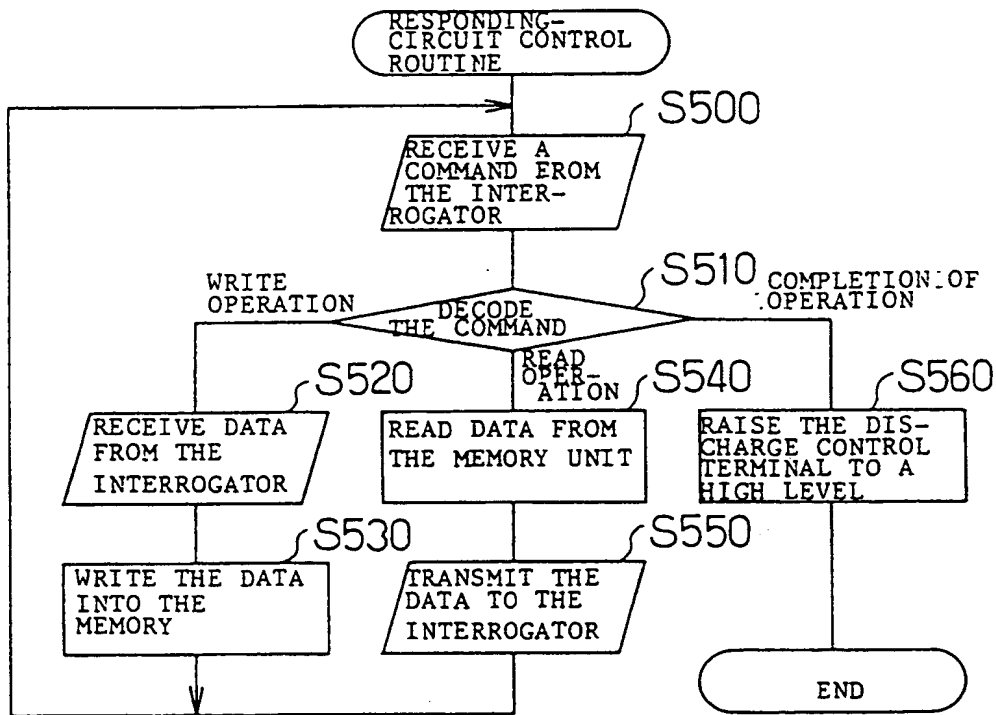 RESPONDING-
CIRCUIT CONTROL
ROUTINE
S500
RECEIVE A
COMMAND EROM
THE INTER-
ROGATOR
S510
WRITE
OPERATION
DECODE
THE COMMAND
COMPLETION OF
OPERATION
READ
OPER-
ATION
S520
RECEIVE DATA
FROM THE
INTERROGATOR
S540
READ DATA FROM
THE MEMORY UNIT
S560
RAISE THE DIS-
CHARGE CONTROL
TERMINAL TO A
HIGH LEVEL
S530
WRITE THE DATA
INTO THE
MEMORY
S550
TRANSMIT THE
DATA TO THE
INTERROGATOR
END